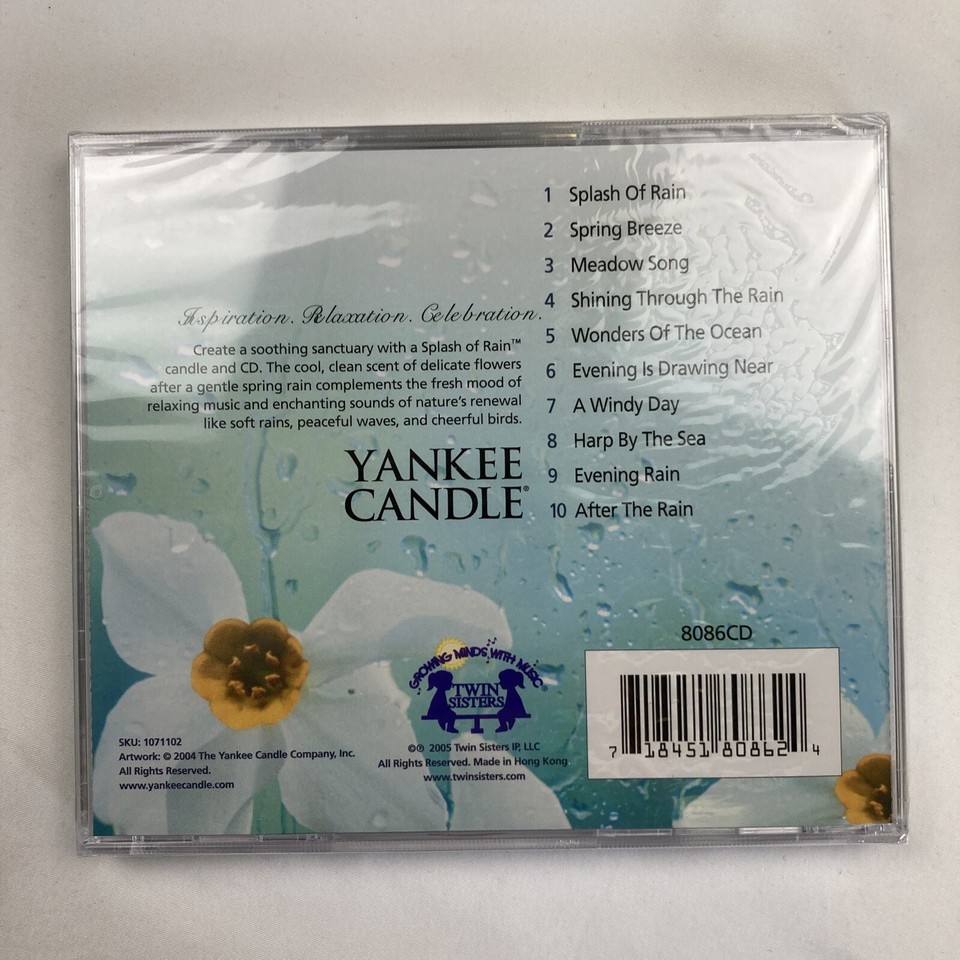 1 Splash Of Rain
2 Spring Breeze
3 Meadow Song
4 Shining Through The Rain
5 Wonders Of The Ocean
6 Evening Is Drawing Near
7 A Windy Day
8 Harp By The Sea
9 Evening Rain
10 After The Rain
Inspiration. Relaxation. Celebration.
Create a soothing sanctuary with a Splash of Rain™
candle and CD. The cool, clean scent of delicate flowers
after a gentle spring rain complements the fresh mood of
relaxing music and enchanting sounds of nature's renewal
like soft rains, peaceful waves, and cheerful birds.
YANKEE
CANDLE®
GROWING MINDS WITH MUSIC
TWIN
SISTERS
SKU: 1071102
Artwork: © 2004 The Yankee Candle Company, Inc.
All Rights Reserved.
www.yankeecandle.com
©℗ 2005 Twin Sisters IP, LLC
All Rights Reserved. Made in Hong Kong
www.twinsisters.com
8086CD
7 18451 80862 4